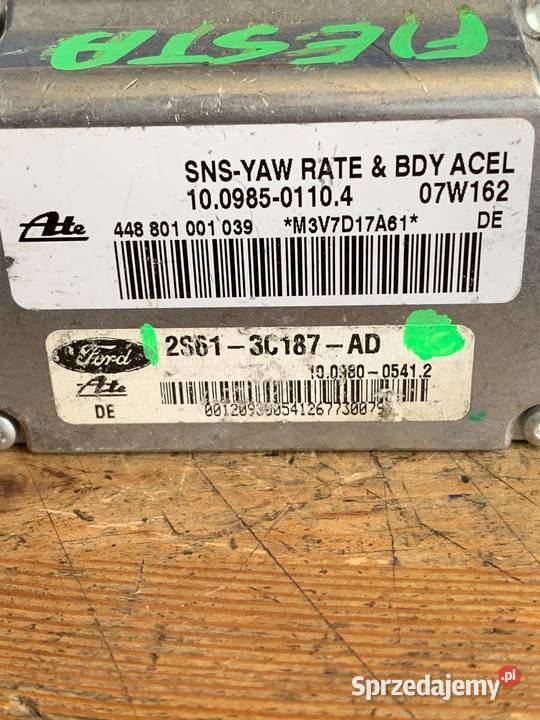 FIESTA
SNS-YAW RATE & BDY ACEL
10.0985-0110.4 07W162
Ate 448 801 001 039 *M3V7D17A61* DE
Ford 2S61-3C187-AD
Ate 10.0980-0541.2
DE
Sprzedajemy.pl